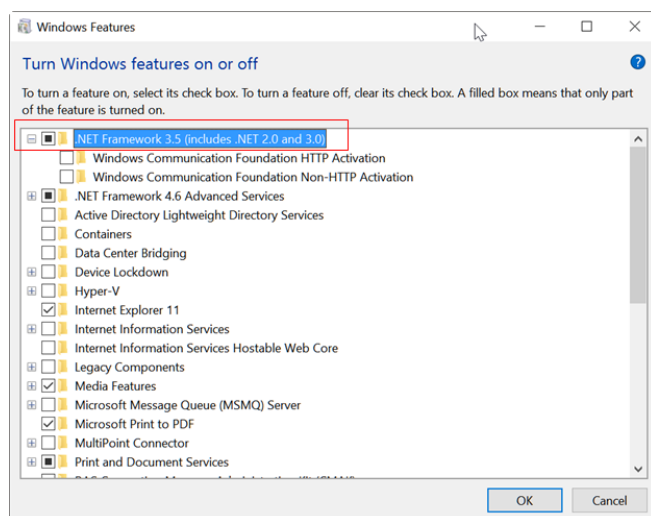 Windows Features
Turn Windows features on or off
To turn a feature on, select its check box. To turn a feature off, clear its check box. A filled box means that only part
of the feature is turned on.
.NET Framework 3.5 (includes .NET 2.0 and 3.0)
Windows Communication Foundation HTTP Activation
Windows Communication Foundation Non-HTTP Activation
.NET Framework 4.6 Advanced Services
Active Directory Lightweight Directory Services
Containers
Data Center Bridging
Device Lockdown
Hyper-V
Internet Explorer 11
Internet Information Services
Internet Information Services Hostable Web Core
Legacy Components
Media Features
Microsoft Message Queue (MSMQ) Server
Microsoft Print to PDF
MultiPoint Connector
Print and Document Services
OK Cancel